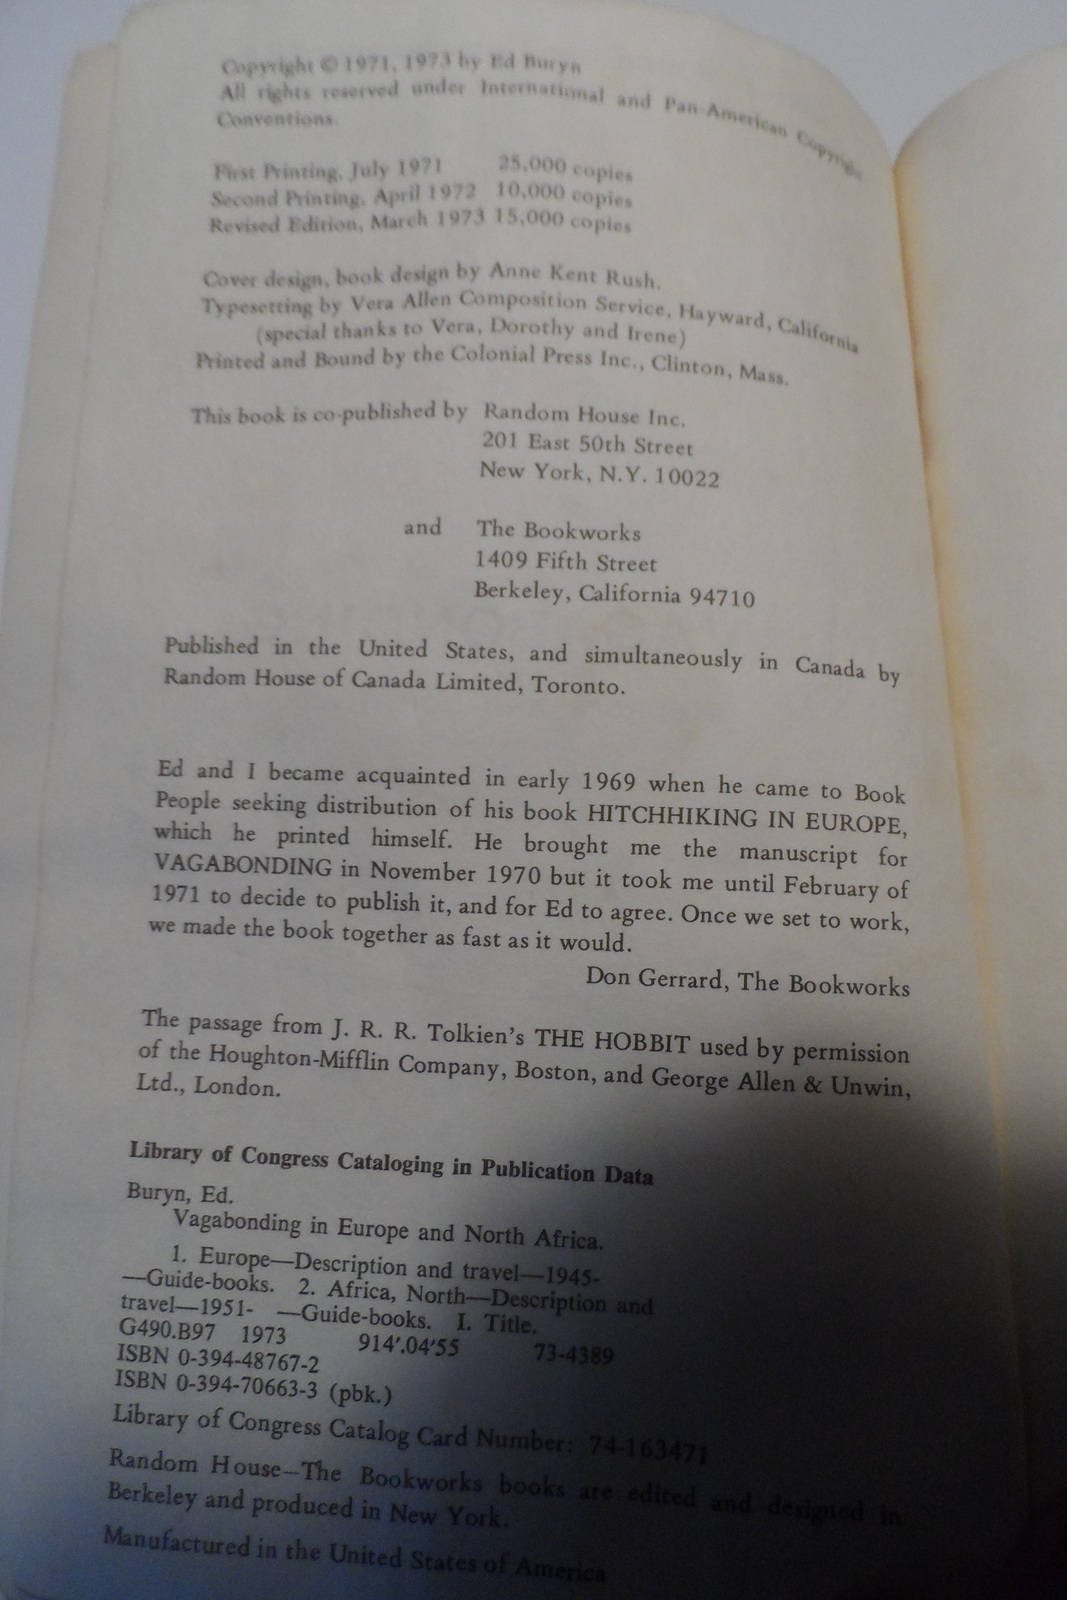 Copyright © 1971, 1973 by Ed Buryn
All rights reserved under International and Pan-American Copyright
Conventions.
First Printing, July 1971 25,000 copies
Second Printing, April 1972 10,000 copies
Revised Edition, March 1973 15,000 copies
Cover design, book design by Anne Kent Rush.
Typesetting by Vera Allen Composition Service, Hayward, California
(special thanks to Vera, Dorothy and Irene)
Printed and Bound by the Colonial Press Inc., Clinton, Mass.
This book is co-published by Random House Inc.
201 East 50th Street
New York, N.Y. 10022
and The Bookworks
1409 Fifth Street
Berkeley, California 94710
Published in the United States, and simultaneously in Canada by
Random House of Canada Limited, Toronto.
Ed and I became acquainted in early 1969 when he came to Book
People seeking distribution of his book HITCHHIKING IN EUROPE,
which he printed himself. He brought me the manuscript for
VAGABONDING in November 1970 but it took me until February of
1971 to decide to publish it, and for Ed to agree. Once we set to work,
we made the book together as fast as it would.
Don Gerrard, The Bookworks
The passage from J. R. R. Tolkien's THE HOBBIT used by permission
of the Houghton-Mifflin Company, Boston, and George Allen & Unwin,
Ltd., London.
Library of Congress Cataloging in Publication Data
Buryn, Ed.
Vagabonding in Europe and North Africa.
1. Europe—Description and travel—1945-
—Guide-books. 2. Africa, North—Description and
travel—1951- —Guide-books. I. Title.
G490.B97 1973 914'.04'55 73-4389
ISBN 0-394-48767-2
ISBN 0-394-70663-3 (pbk.)
Library of Congress Catalog Card Number: 74-163471
Random House—The Bookworks books are edited and designed in
Berkeley and produced in New York.
Manufactured in the United States of America